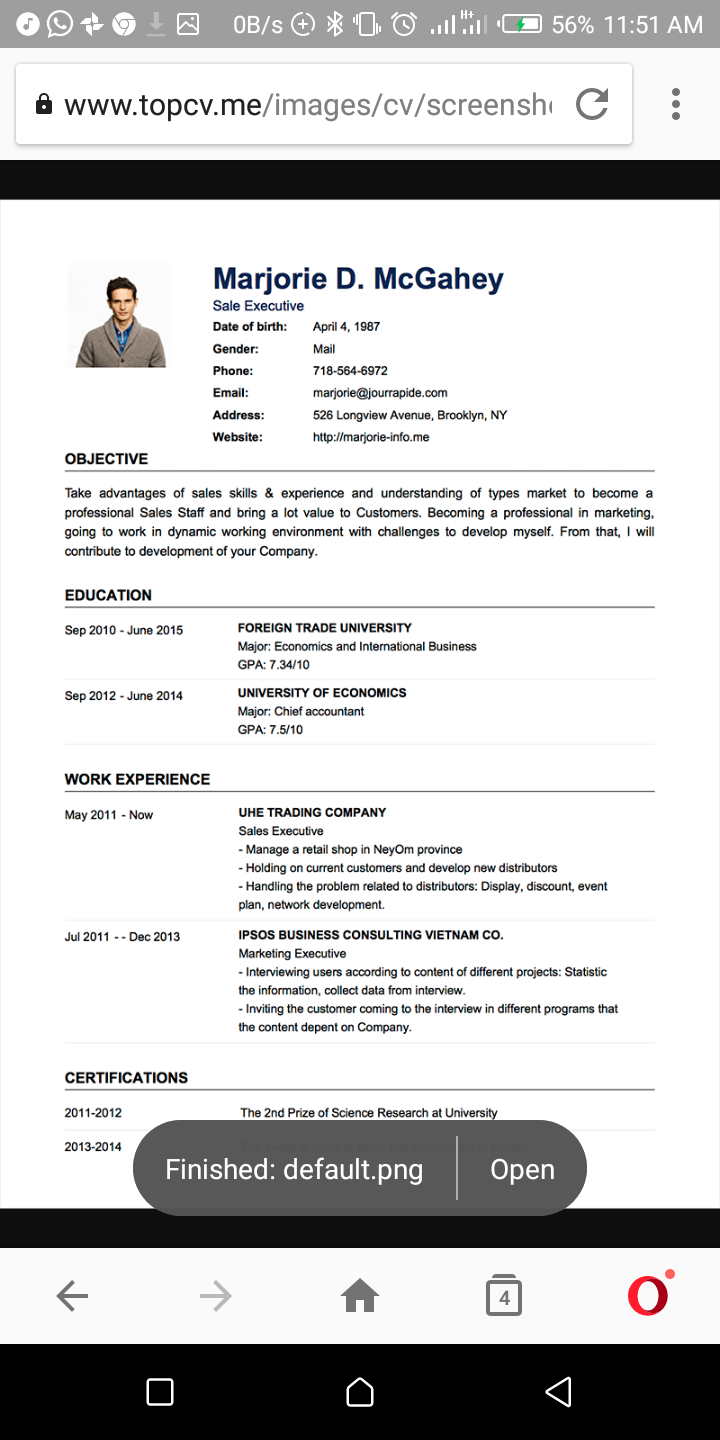 0B/s H+ 56% 11:51 AM
www.topcv.me/images/cv/screensh
Marjorie D. McGahey
Sale Executive
Date of birth: April 4, 1987
Gender: Mail
Phone: 718-564-6972
Email: marjorie@jourrapide.com
Address: 526 Longview Avenue, Brooklyn, NY
Website: http://marjorie-info.me
OBJECTIVE
Take advantages of sales skills & experience and understanding of types market to become a
professional Sales Staff and bring a lot value to Customers. Becoming a professional in marketing,
going to work in dynamic working environment with challenges to develop myself. From that, I will
contribute to development of your Company.
EDUCATION
Sep 2010 - June 2015 FOREIGN TRADE UNIVERSITY
Major: Economics and International Business
GPA: 7.34/10
Sep 2012 - June 2014 UNIVERSITY OF ECONOMICS
Major: Chief accountant
GPA: 7.5/10
WORK EXPERIENCE
May 2011 - Now UHE TRADING COMPANY
Sales Executive
- Manage a retail shop in NeyOm province
- Holding on current customers and develop new distributors
- Handling the problem related to distributors: Display, discount, event
plan, network development.
Jul 2011 - - Dec 2013 IPSOS BUSINESS CONSULTING VIETNAM CO.
Marketing Executive
- Interviewing users according to content of different projects: Statistic
the information, collect data from interview.
- Inviting the customer coming to the interview in different programs that
the content depent on Company.
CERTIFICATIONS
2011-2012 The 2nd Prize of Science Research at University
2013-2014
Finished: default.png Open
4